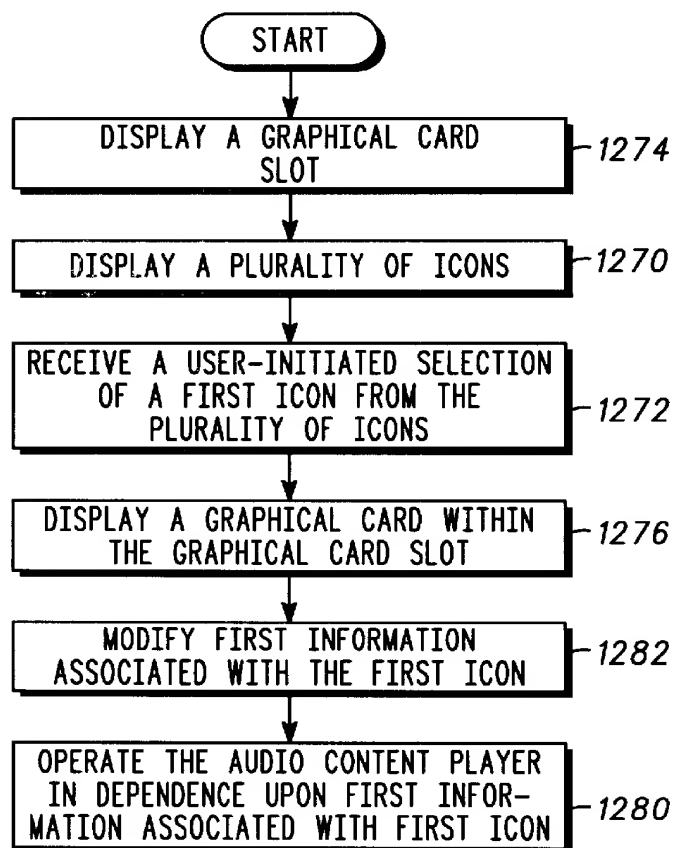 START
DISPLAY A GRAPHICAL CARD
SLOT
1274
DISPLAY A PLURALITY OF ICONS
1270
RECEIVE A USER-INITIATED SELECTION
OF A FIRST ICON FROM THE
PLURALITY OF ICONS
1272
DISPLAY A GRAPHICAL CARD WITHIN
THE GRAPHICAL CARD SLOT
1276
MODIFY FIRST INFORMATION
ASSOCIATED WITH THE FIRST ICON
1282
OPERATE THE AUDIO CONTENT PLAYER
IN DEPENDENCE UPON FIRST INFOR-
MATION ASSOCIATED WITH FIRST ICON
1280